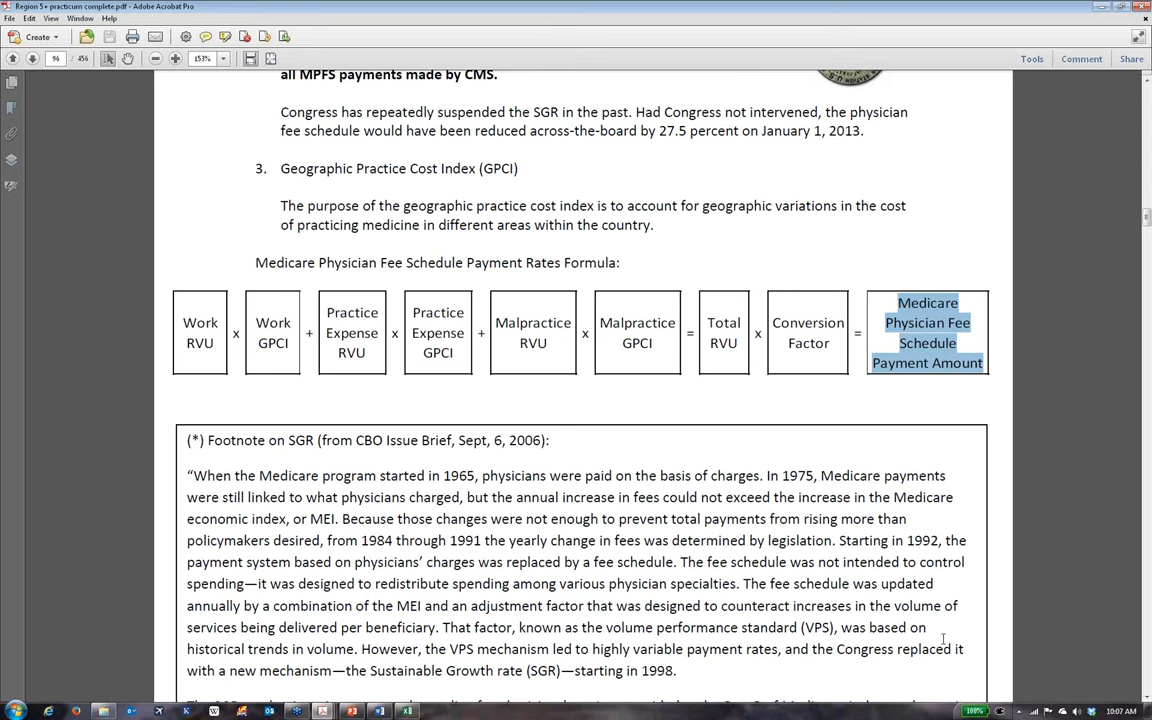 Region 5+ practicum complete.pdf - Adobe Acrobat Pro
File Edit View Window Help
Create
96 / 456 153% Tools Comment Share
all MPFS payments made by CMS.
Congress has repeatedly suspended the SGR in the past. Had Congress not intervened, the physician
fee schedule would have been reduced across-the-board by 27.5 percent on January 1, 2013.
3. Geographic Practice Cost Index (GPCI)
The purpose of the geographic practice cost index is to account for geographic variations in the cost
of practicing medicine in different areas within the country.
Medicare Physician Fee Schedule Payment Rates Formula:
Work
RVU
x
Work
GPCI
+
Practice
Expense
RVU
x
Practice
Expense
GPCI
+
Malpractice
RVU
x
Malpractice
GPCI
=
Total
RVU
x
Conversion
Factor
=
Medicare
Physician Fee
Schedule
Payment Amount
(*) Footnote on SGR (from CBO Issue Brief, Sept, 6, 2006):
“When the Medicare program started in 1965, physicians were paid on the basis of charges. In 1975, Medicare payments
were still linked to what physicians charged, but the annual increase in fees could not exceed the increase in the Medicare
economic index, or MEI. Because those changes were not enough to prevent total payments from rising more than
policymakers desired, from 1984 through 1991 the yearly change in fees was determined by legislation. Starting in 1992, the
payment system based on physicians’ charges was replaced by a fee schedule. The fee schedule was not intended to control
spending—it was designed to redistribute spending among various physician specialties. The fee schedule was updated
annually by a combination of the MEI and an adjustment factor that was designed to counteract increases in the volume of
services being delivered per beneficiary. That factor, known as the volume performance standard (VPS), was based on
historical trends in volume. However, the VPS mechanism led to highly variable payment rates, and the Congress replaced it
with a new mechanism—the Sustainable Growth rate (SGR)—starting in 1998.
100% 10:07 AM